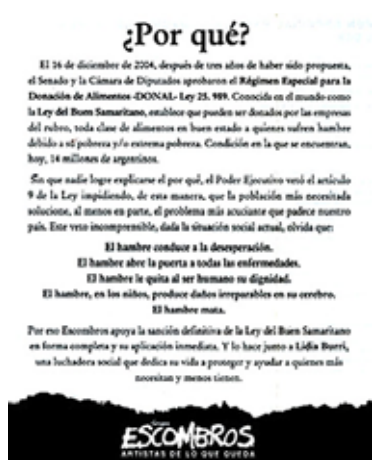 ¿Por qué?
El 16 de diciembre de 2004, después de tres años de haber sido propuesta,
el Senado y la Cámara de Diputados aprobaron el Régimen Especial para la
Donación de Alimentos -DONAL- Ley 25. 989. Conocida en el mundo como
la Ley del Buen Samaritano, establece que pueden ser donados por las empresas
del rubro, toda clase de alimentos en buen estado a quienes sufren hambre
debido a su pobreza y/o extrema pobreza. Condición en la que se encuentran,
hoy, 14 millones de argentinos.
Sin que nadie logre explicarse el por qué, el Poder Ejecutivo vetó el artículo
9 de la Ley impidiendo, de esta manera, que la población más necesitada
solucione, al menos en parte, el problema más acuciante que padece nuestro
país. Este veto incomprensible, dada la situación social actual, olvida que:
El hambre conduce a la desesperación.
El hambre abre la puerta a todas las enfermedades.
El hambre le quita al ser humano su dignidad.
El hambre, en los niños, produce daños irreparables en su cerebro.
El hambre mata.
Por eso Escombros apoya la sanción definitiva de la Ley del Buen Samaritano
en forma completa y su aplicación inmediata. Y lo hace junto a Lidia Burri,
una luchadora social que dedica su vida a proteger y ayudar a quienes más
necesitan y menos tienen.
Grupo
ESCOMBROS
ARTISTAS DE LO QUE QUEDA